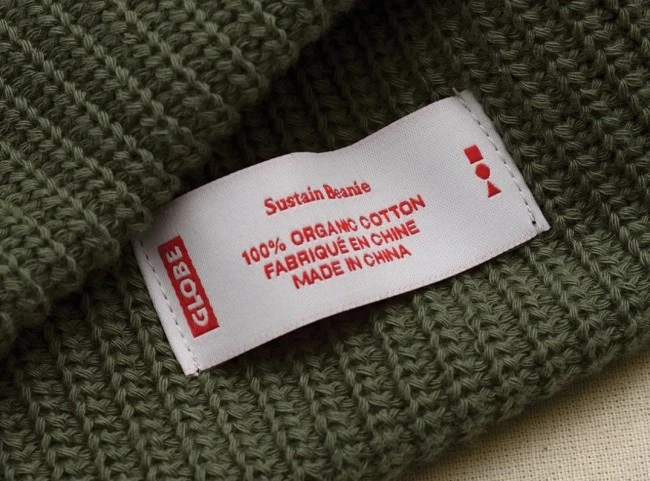 Sustain Beanie
100% ORGANIC COTTON
FABRIQUÉ EN CHINE
MADE IN CHINA
GLOBE